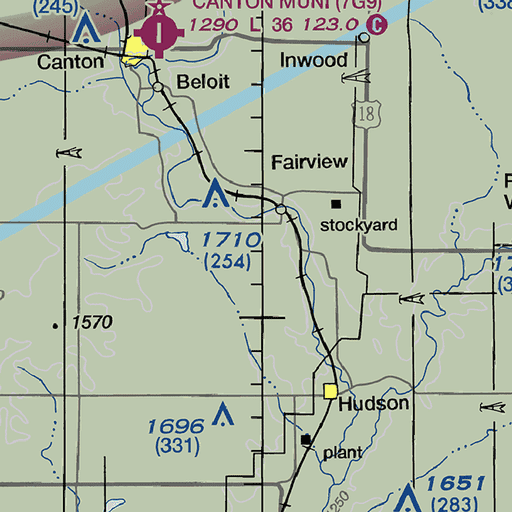 (245)
CANTON MUNI (7G9)
1290 L 36 123.0 C
(338)
Canton
Inwood
Beloit
18
Fairview
stockyard
1710
(254)
1570
Hudson
1696
(331)
plant
250
1651
(283)